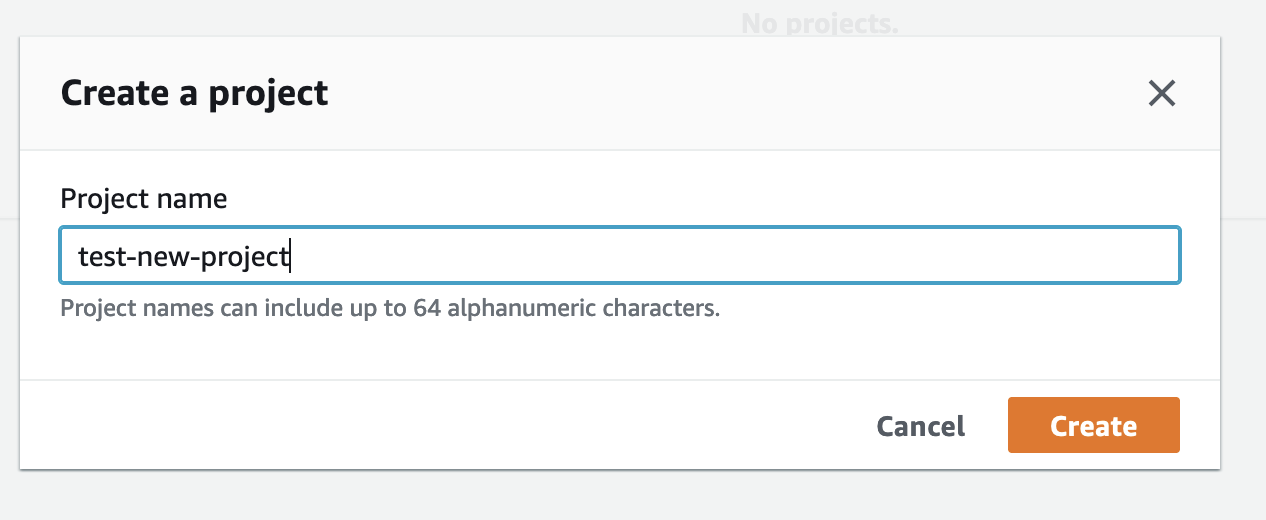 No projects.
Create a project
Project name
test-new-project
Project names can include up to 64 alphanumeric characters.
Cancel
Create